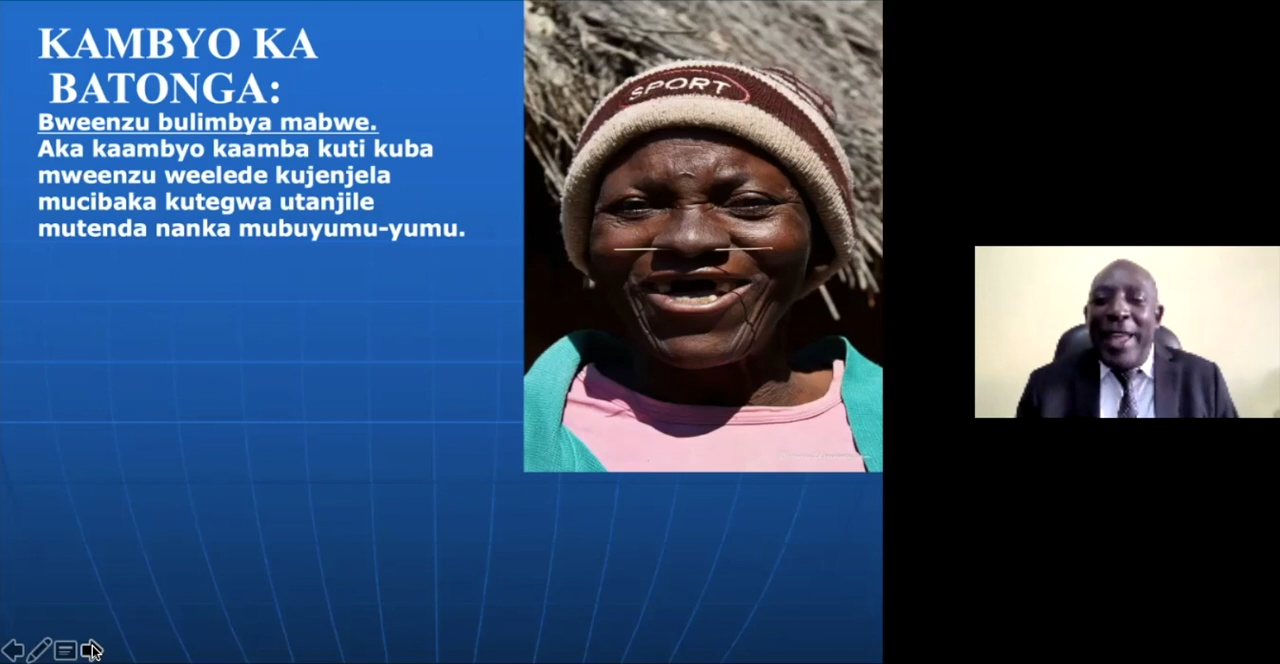 KAMBYO KA
BATONGA:
Bweenzu bulimbya mabwe.
Aka kaambyo kaamba kuti kuba
mweenzu weelede kujenjela
mucibaka kutegwa utanjile
mutenda nanka mubuyumu-yumu.
SPORT